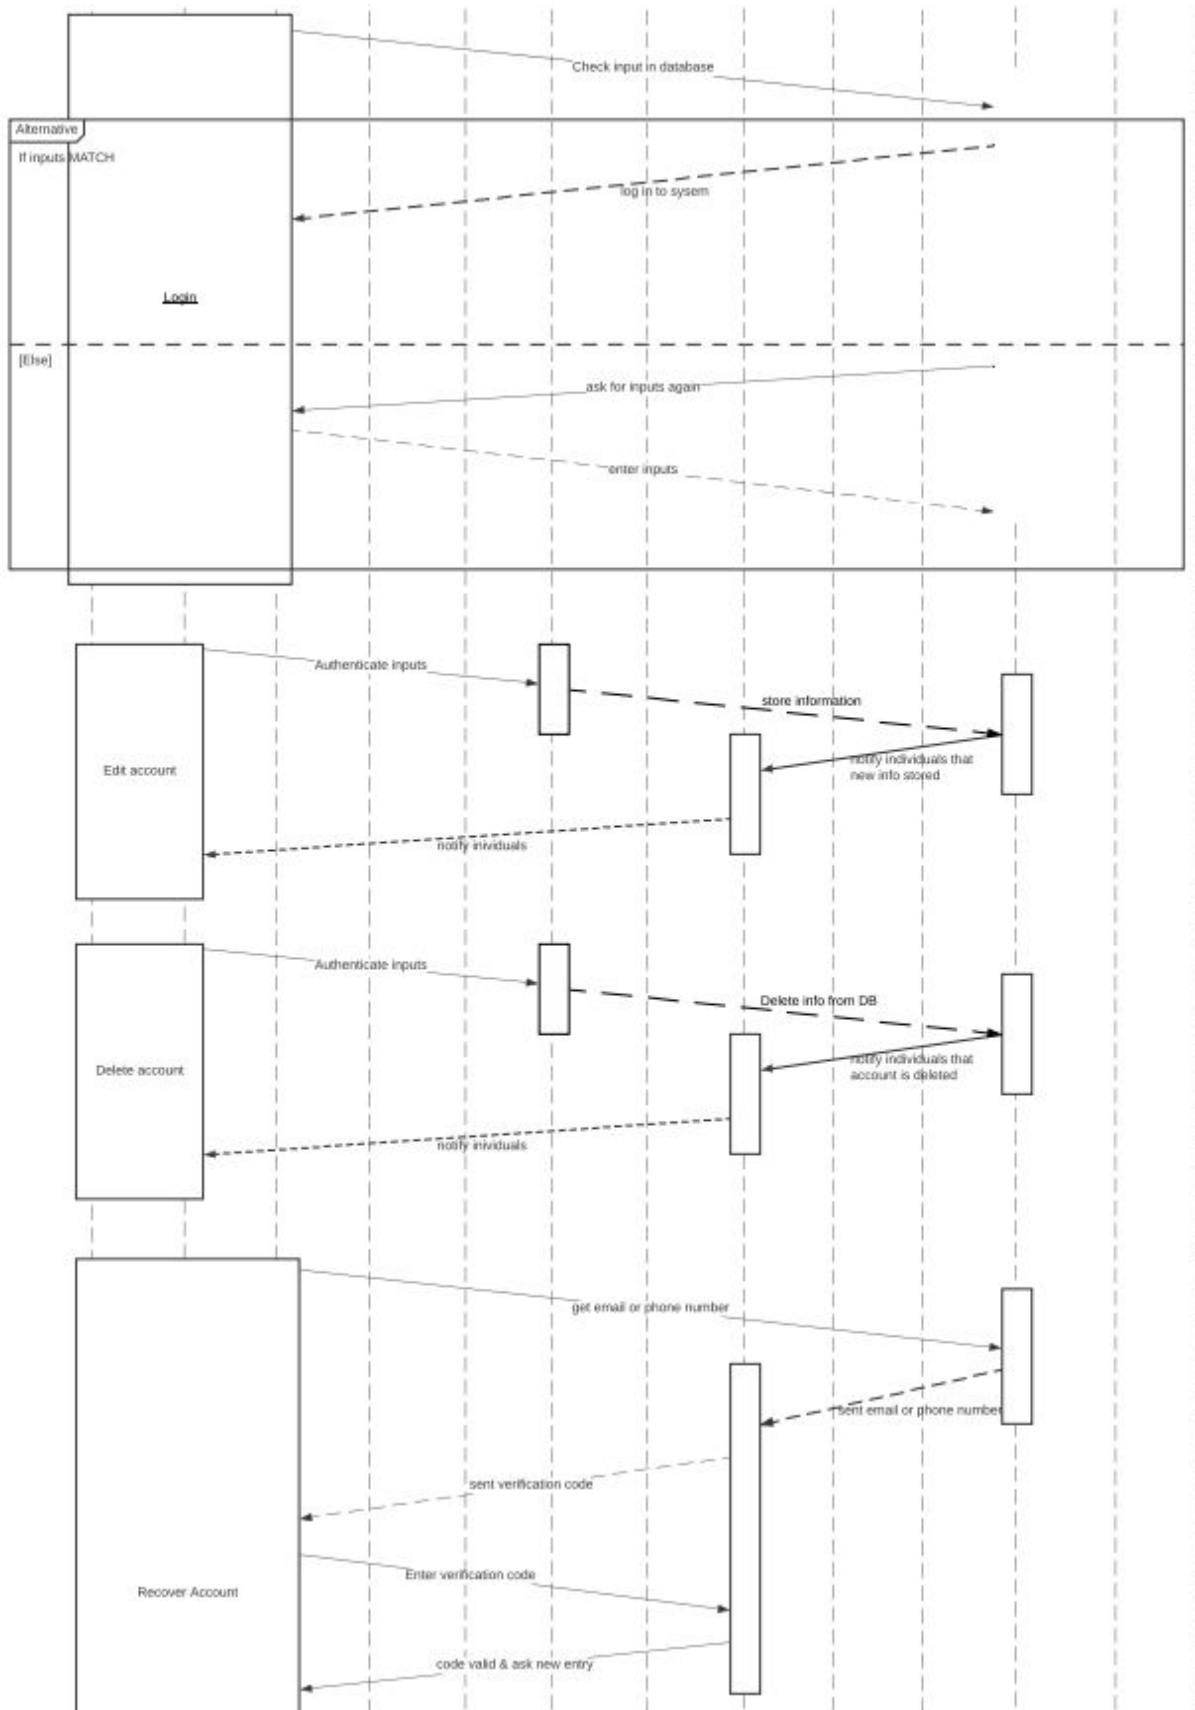 Check input in database
Alternative
If inputs MATCH
log in to sysem
Login
[Else]
ask for inputs again
enter inputs
Authenticate inputs
store information
notify individuals that
new info stored
Edit account
notify inividuals
Authenticate inputs
Delete info from DB
notify individuals that
account is deleted
Delete account
notify inividuals
get email or phone number
sent email or phone number
sent verification code
Enter verification code
Recover Account
code valid & ask new entry